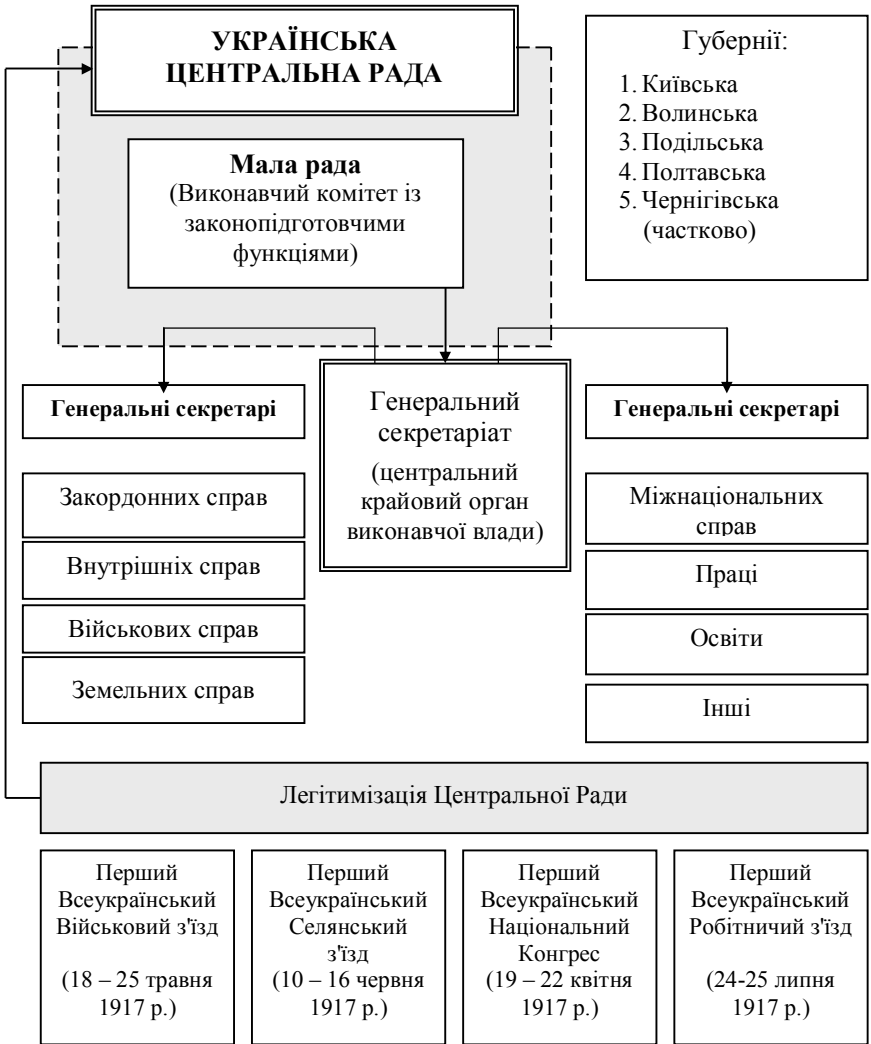 УКРАЇНСЬКА
ЦЕНТРАЛЬНА РАДА
Мала рада
(Виконавчий комітет із
законопідготовчими
функціями)
Губернії:
1. Київська
2. Волинська
3. Подільська
4. Полтавська
5. Чернігівська
(частково)
Генеральні секретарі
Генеральний
секретаріат
(центральний
крайовий орган
виконавчої влади)
Генеральні секретарі
Закордонних справ
Внутрішніх справ
Військових справ
Земельних справ
Міжнаціональних
справ
Праці
Освіти
Інші
Легітимізація Центральної Ради
Перший
Всеукраїнський
Військовий з'їзд
(18 – 25 травня
1917 р.)
Перший
Всеукраїнський
Селянський
з'їзд
(10 – 16 червня
1917 р.)
Перший
Всеукраїнський
Національний
Конгрес
(19 – 22 квітня
1917 р.)
Перший
Всеукраїнський
Робітничий з'їзд
(24-25 липня
1917 р.)